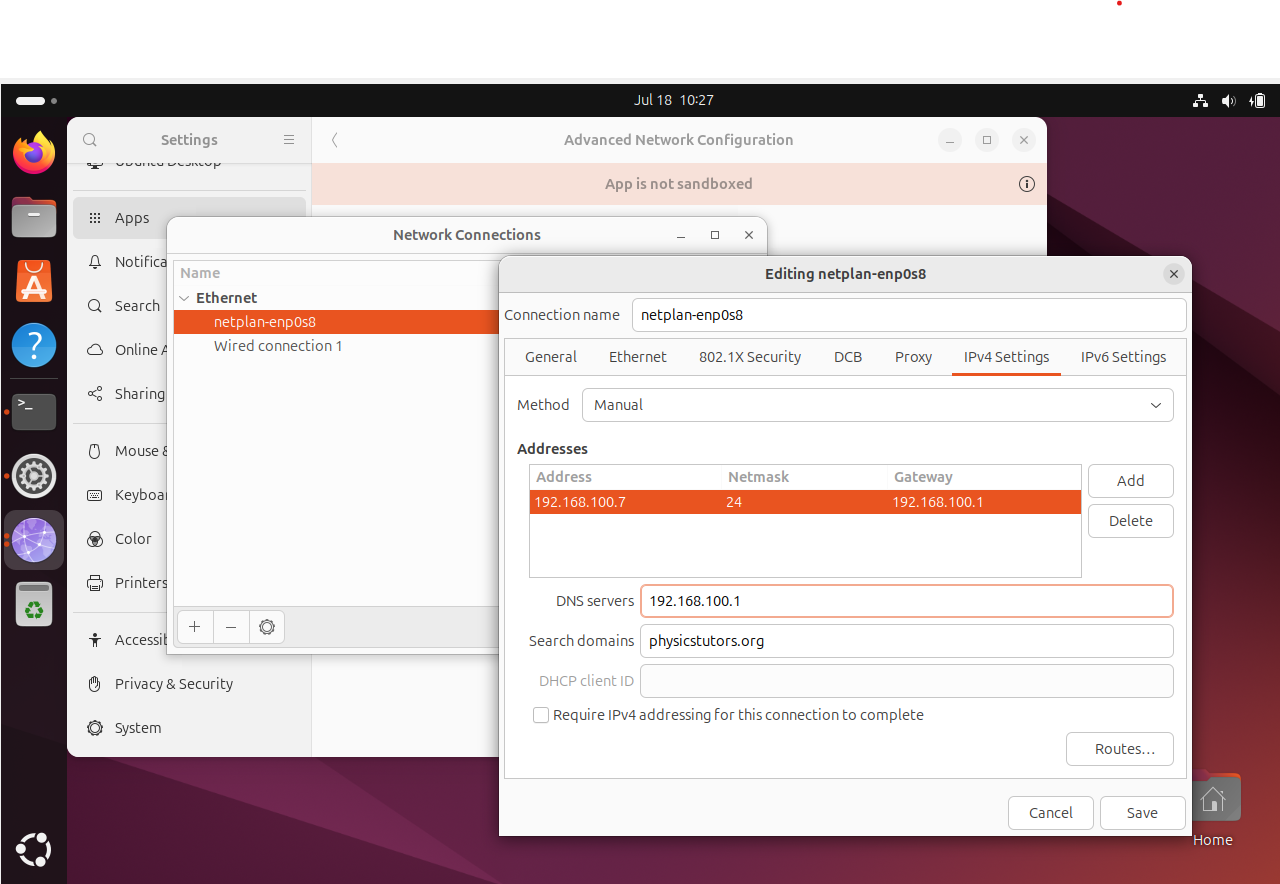 Jul 18 10:27
Settings
Advanced Network Configuration
App is not sandboxed
Ubuntu Desktop
Apps
Notifica
Search
Online A
Sharing
Mouse &
Keyboar
Color
Printers
Accessib
Privacy & Security
System
Network Connections
Name
Ethernet
netplan-enp0s8
Wired connection 1
Editing netplan-enp0s8
Connection name netplan-enp0s8
General Ethernet 802.1X Security DCB Proxy IPv4 Settings IPv6 Settings
Method Manual
Addresses
Address Netmask Gateway
192.168.100.7 24 192.168.100.1
Add
Delete
DNS servers 192.168.100.1
Search domains physicstutors.org
DHCP client ID
Require IPv4 addressing for this connection to complete
Routes…
Cancel Save
Home